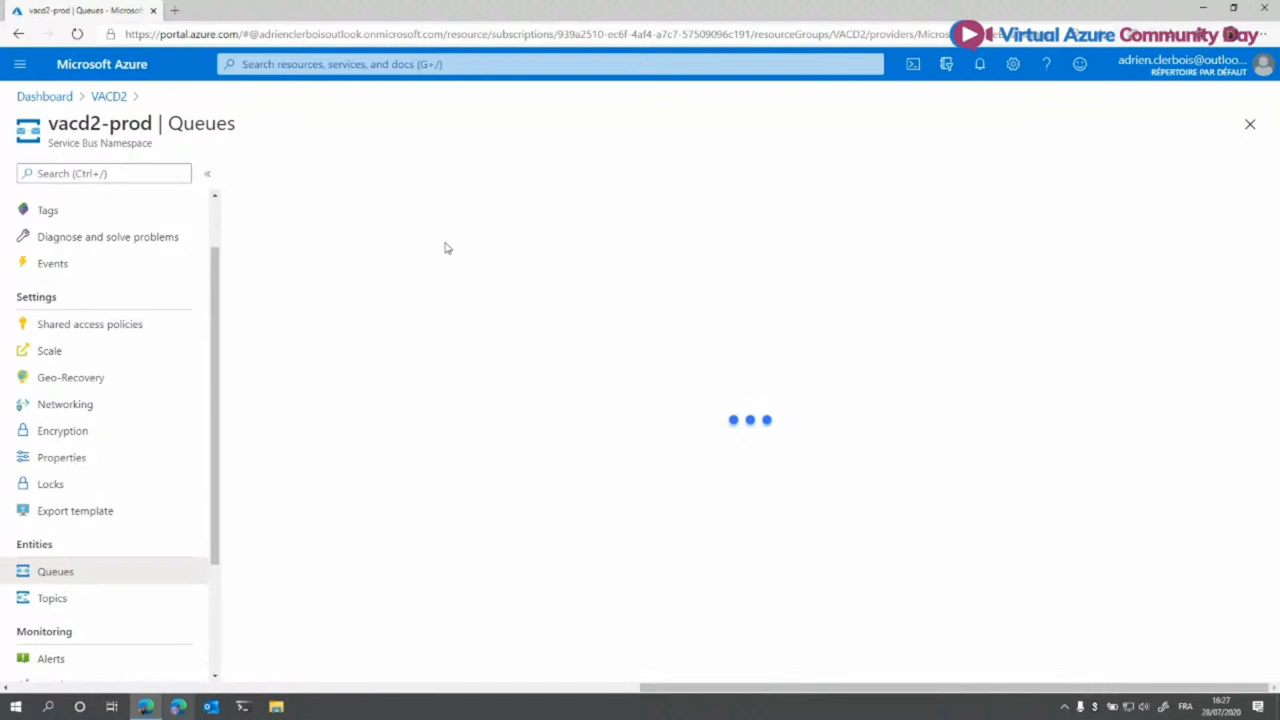 vacd2-prod | Queues - Microsof
https://portal.azure.com/#@adrienclerboisoutlook.onmicrosoft.com/resource/subscriptions/939a2510-ec6f-4af4-a7c7-57509096c191/resourceGroups/VACD2/providers/Micros
Virtual Azure Community Day
Microsoft Azure
Search resources, services, and docs (G+/)
adrien.clerbois@outloo...
RÉPERTOIRE PAR DÉFAUT
Dashboard > VACD2 >
vacd2-prod | Queues
Service Bus Namespace
Search (Ctrl+/)
Tags
Diagnose and solve problems
Events
Settings
Shared access policies
Scale
Geo-Recovery
Networking
Encryption
Properties
Locks
Export template
Entities
Queues
Topics
Monitoring
Alerts
FRA
16:27
28/07/2020